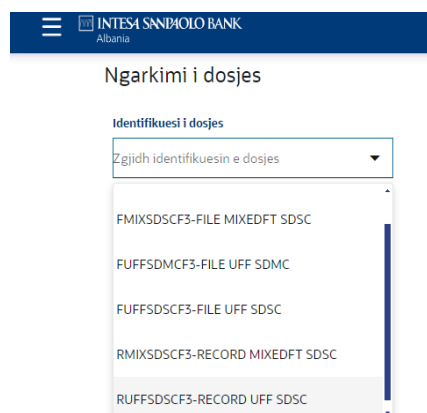 INTESA SANPAOLO BANK
Albania
Ngarkimi i dosjes
Identifikuesi i dosjes
Zgjidh identifikuesin e dosjes
FMIXSDSCF3-FILE MIXEDFT SDSC
FUFFSDMCF3-FILE UFF SDMC
FUFFSDSCF3-FILE UFF SDSC
RMIXSDSCF3-RECORD MIXEDFT SDSC
RUFFSDSCF3-RECORD UFF SDSC